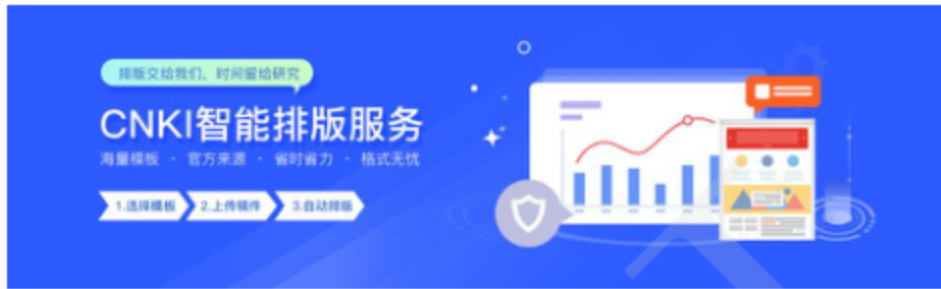 排版交给我们，时间留给研究
CNKI智能排版服务
海量模板 · 官方来源 · 省时省力 · 格式无忧
1.选择模板 2.上传稿件 3.自动排版